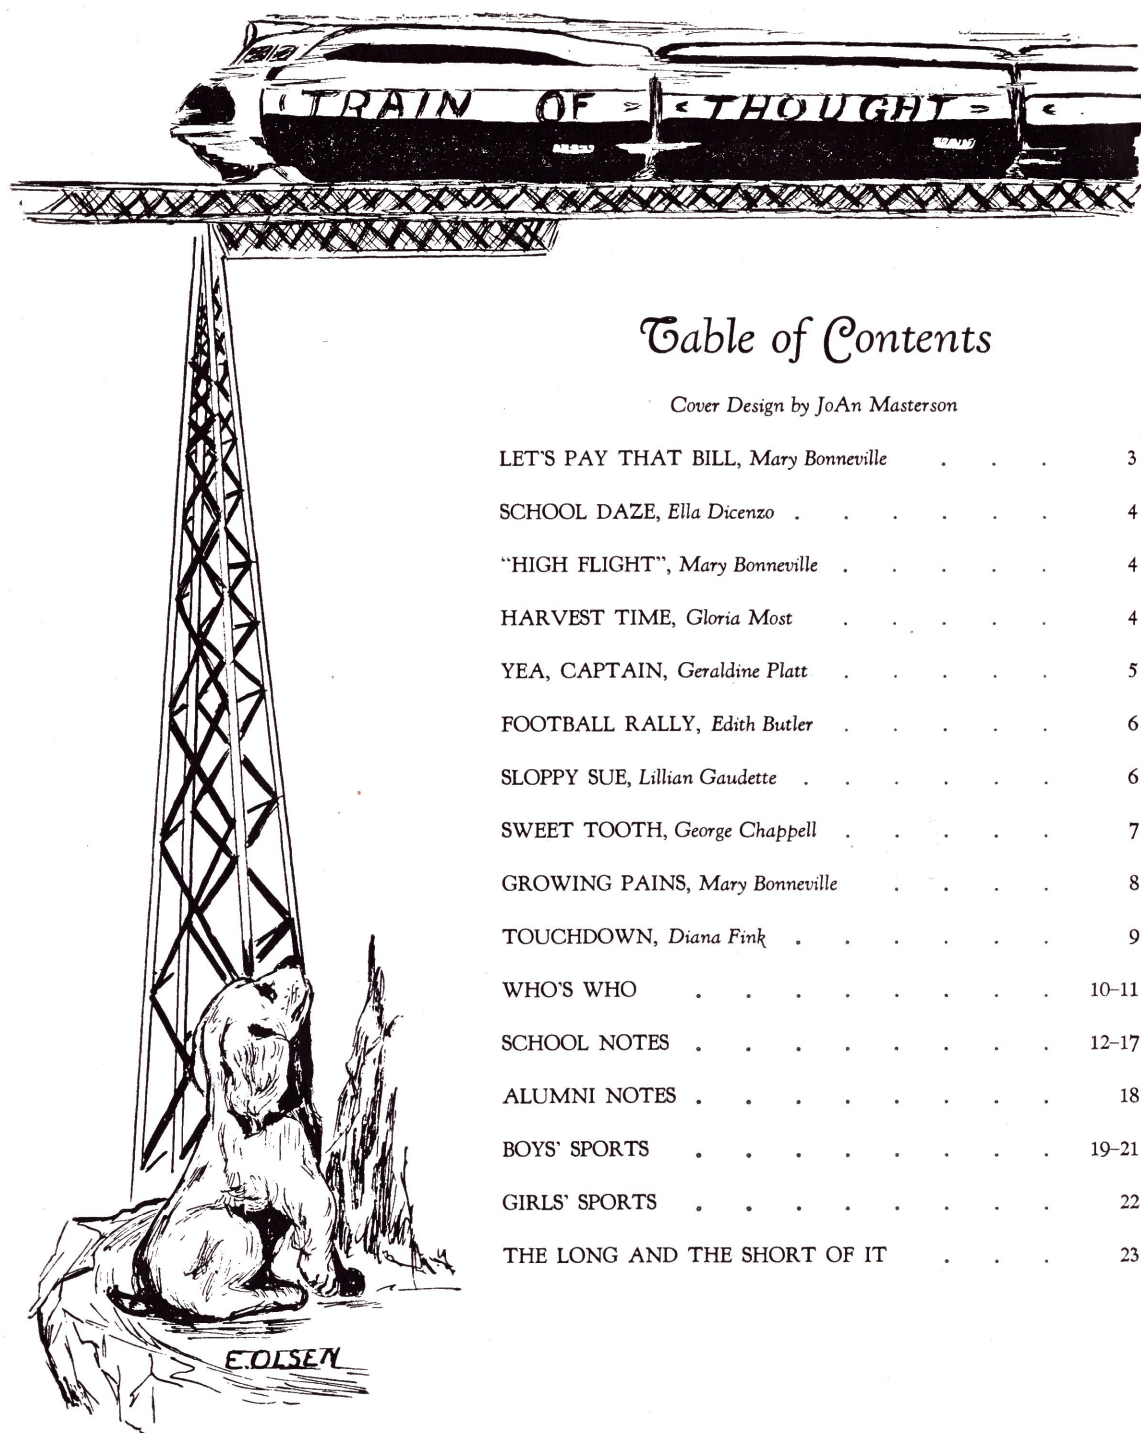 TRAIN OF > < THOUGHT > <
Table of Contents
Cover Design by JoAn Masterson
LET'S PAY THAT BILL, Mary Bonneville . . . 3
SCHOOL DAZE, Ella Dicenzo . . . . . . 4
"HIGH FLIGHT", Mary Bonneville . . . . . 4
HARVEST TIME, Gloria Most . . . . . 4
YEA, CAPTAIN, Geraldine Platt . . . . . 5
FOOTBALL RALLY, Edith Butler . . . . . 6
SLOPPY SUE, Lillian Gaudette . . . . . . 6
SWEET TOOTH, George Chappell . . . . . 7
GROWING PAINS, Mary Bonneville . . . . 8
TOUCHDOWN, Diana Fink . . . . . . 9
WHO'S WHO . . . . . . . . 10–11
SCHOOL NOTES . . . . . . . . 12–17
ALUMNI NOTES . . . . . . . . 18
BOYS' SPORTS . . . . . . . . 19–21
GIRLS' SPORTS . . . . . . . . 22
THE LONG AND THE SHORT OF IT . . . 23
E. OLSEN